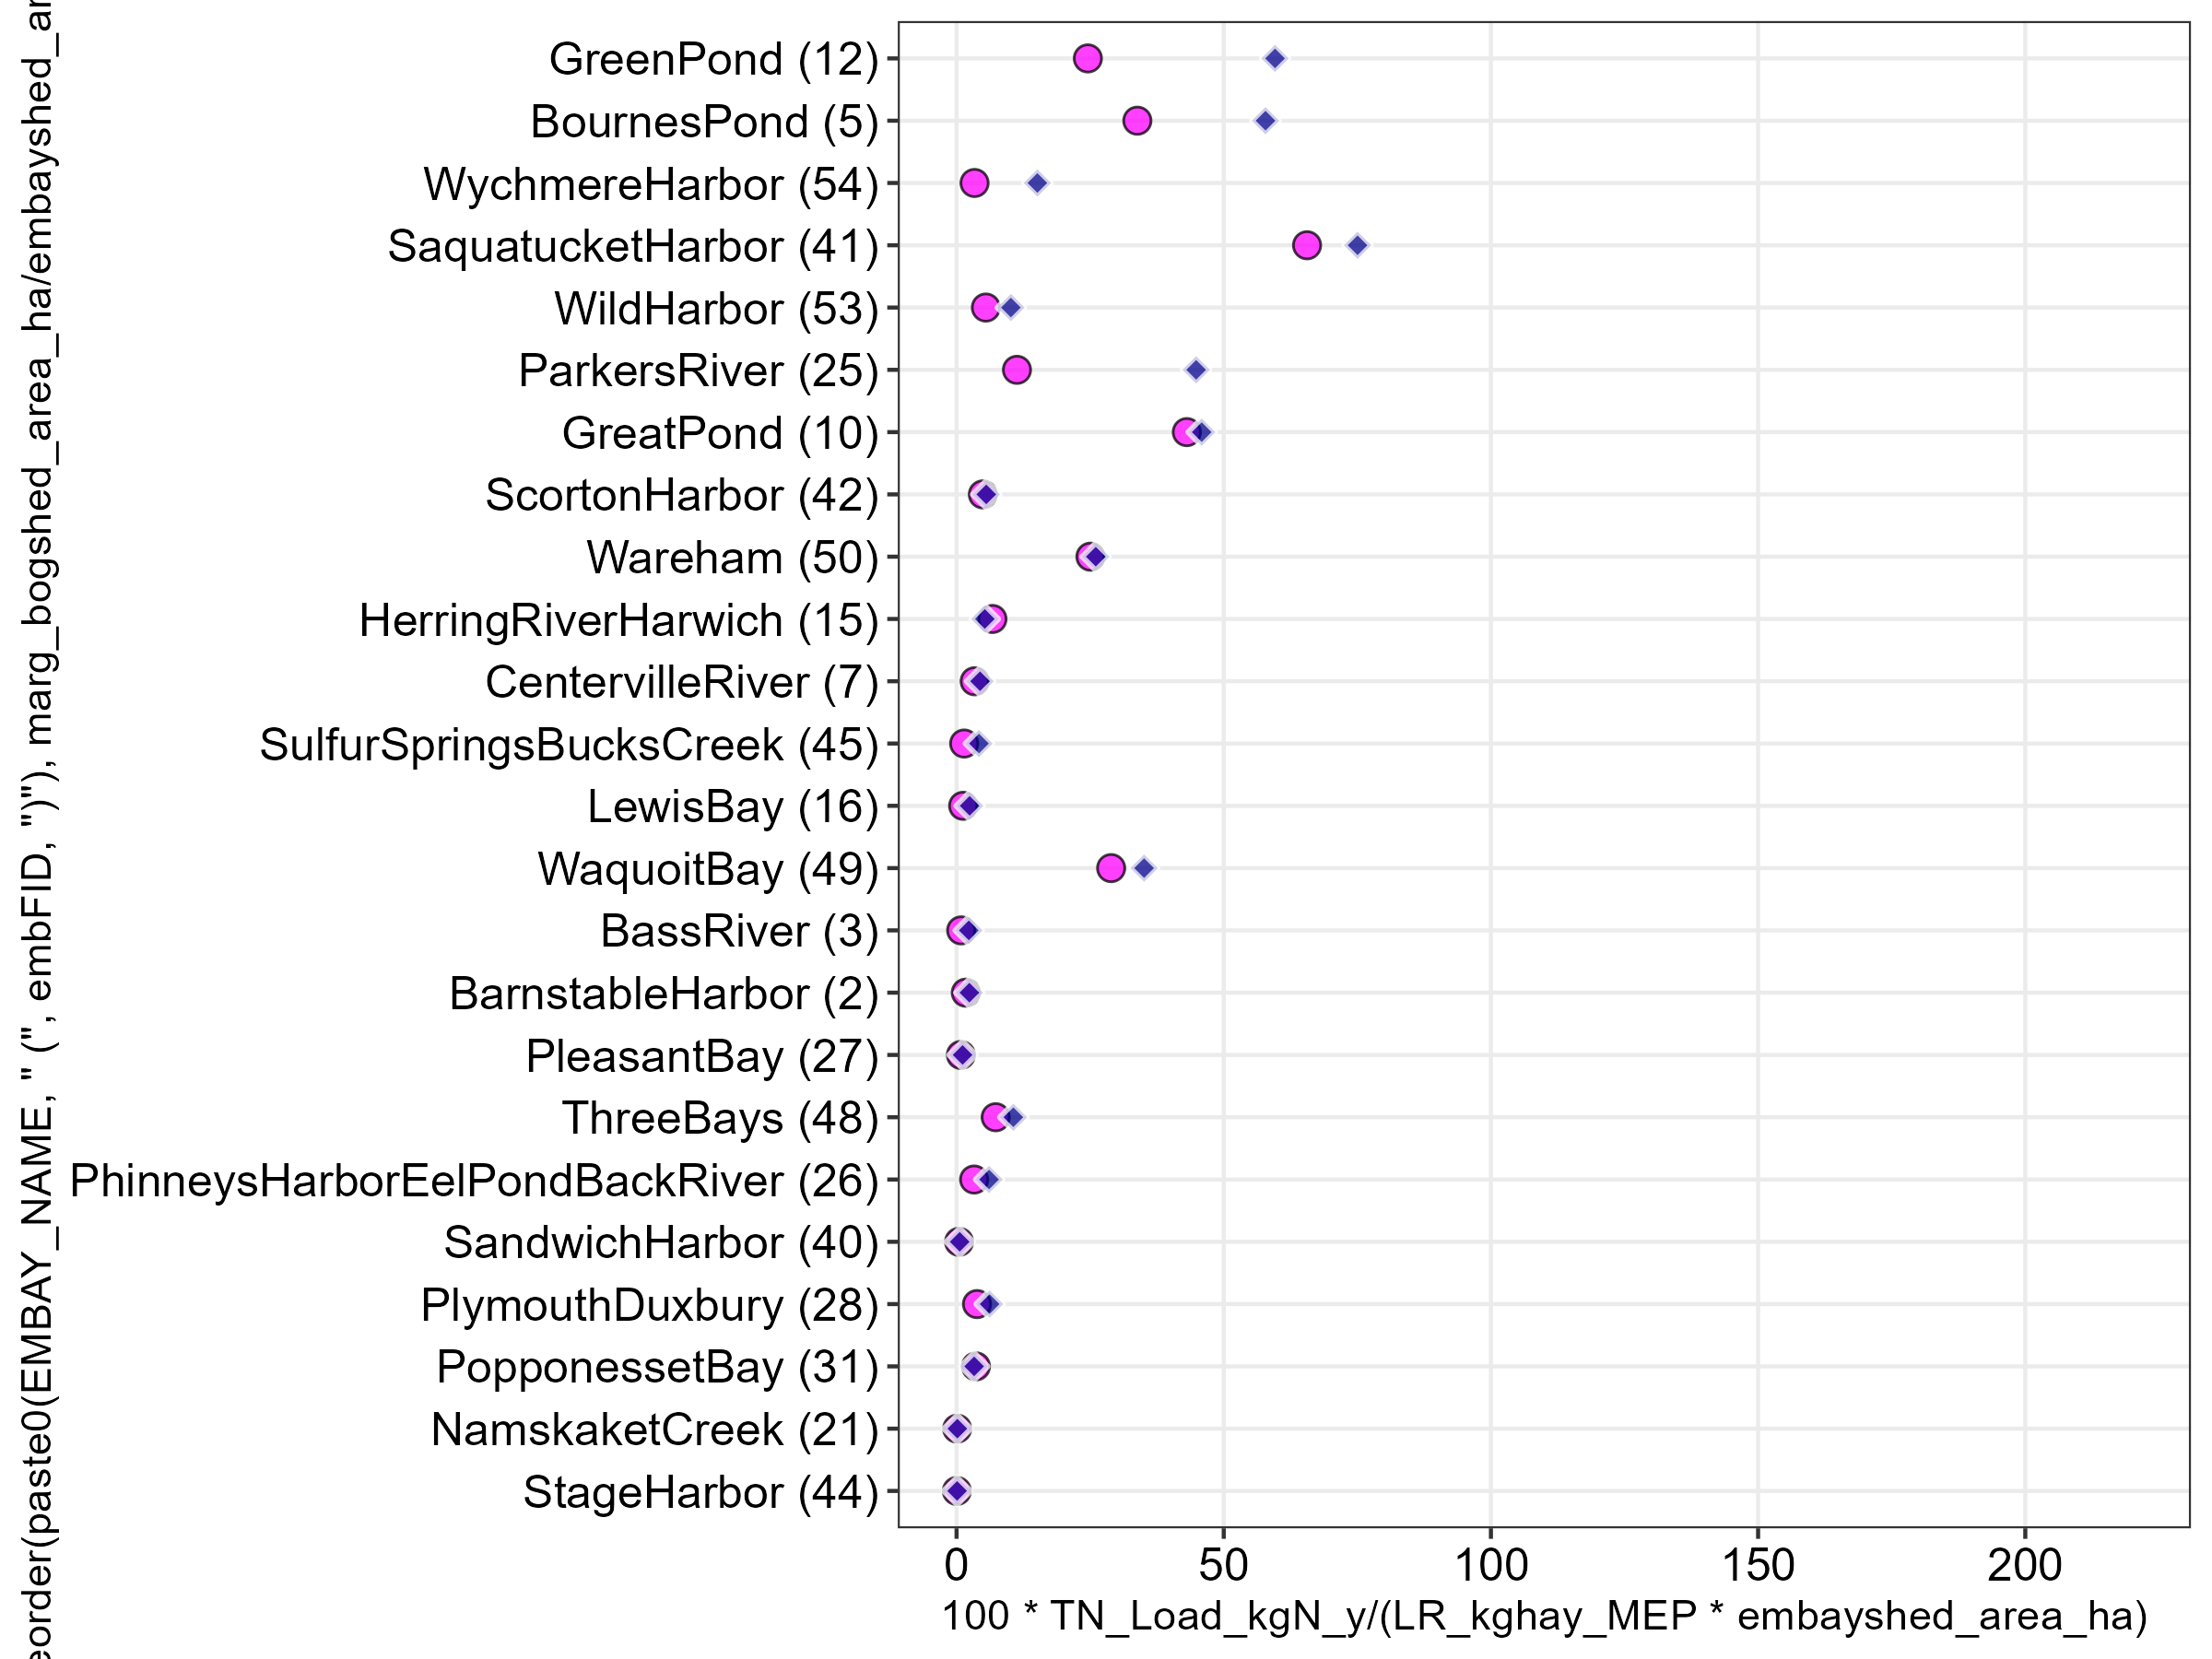 eorder(paste0(EMBAY_NAME, " (", embFID, ")"), marg_bogshed_area_ha/embayshed_
GreenPond (12)
BournesPond (5)
WychmereHarbor (54)
SaquatucketHarbor (41)
WildHarbor (53)
ParkersRiver (25)
GreatPond (10)
ScortonHarbor (42)
Wareham (50)
HerringRiverHarwich (15)
CentervilleRiver (7)
SulfurSpringsBucksCreek (45)
LewisBay (16)
WaquoitBay (49)
BassRiver (3)
BarnstableHarbor (2)
PleasantBay (27)
ThreeBays (48)
PhinneysHarborEelPondBackRiver (26)
SandwichHarbor (40)
PlymouthDuxbury (28)
PopponessetBay (31)
NamskaketCreek (21)
StageHarbor (44)
0 50 100 150 200
100 * TN_Load_kgN_y/(LR_kghay_MEP * embayshed_area_ha)